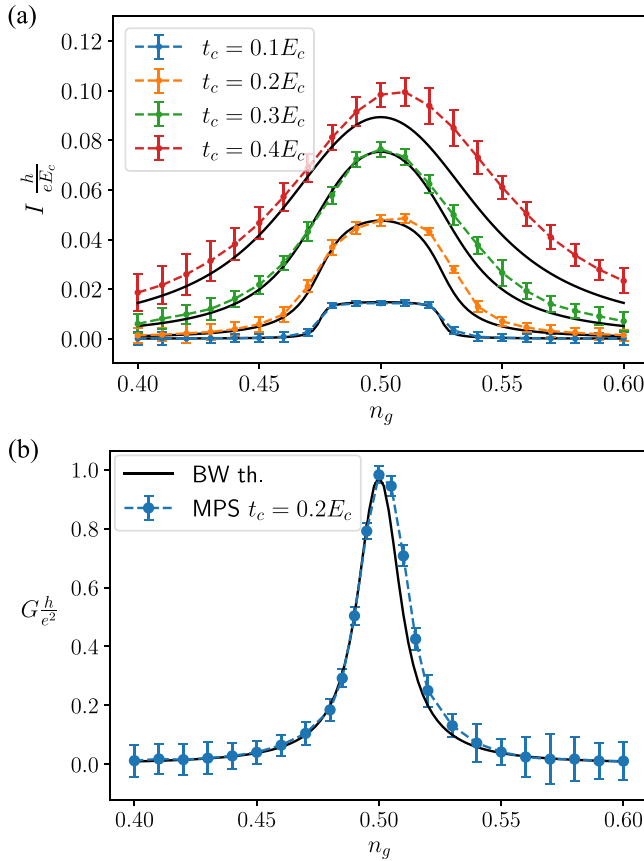 (a)
0.12
0.10
0.08
0.06
0.04
0.02
0.00
I h/eE_c
t_c = 0.1E_c
t_c = 0.2E_c
t_c = 0.3E_c
t_c = 0.4E_c
0.40 0.45 0.50 0.55 0.60
n_g
(b)
1.0
0.8
0.6
0.4
0.2
0.0
G h/e²
BW th.
MPS t_c = 0.2E_c
0.40 0.45 0.50 0.55 0.60
n_g